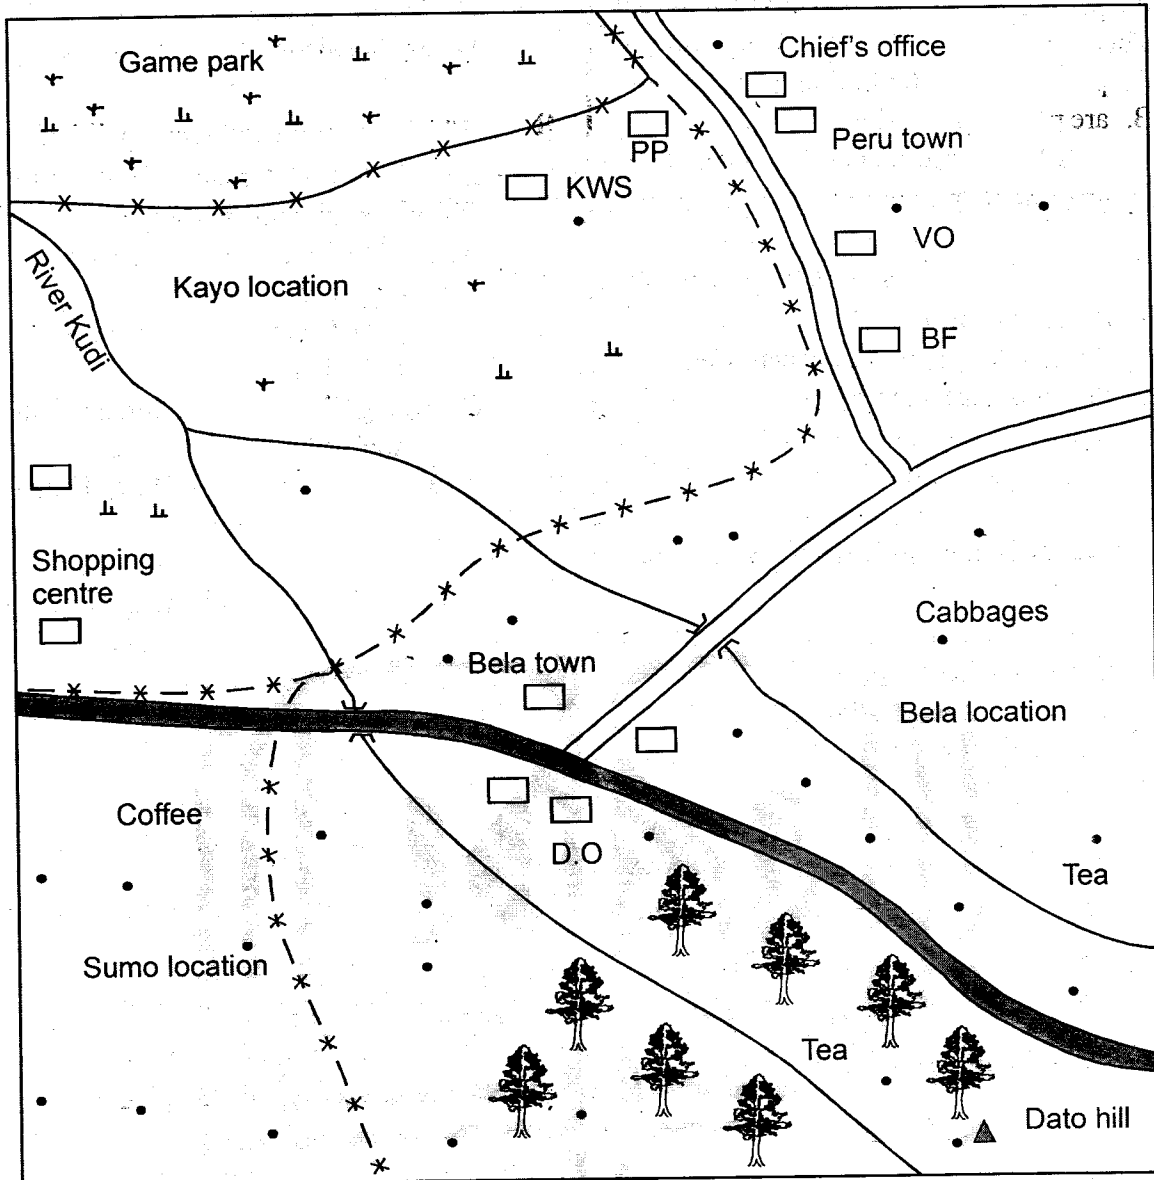 Game park
Chief's office
PP
Peru town
KWS
VO
Kayo location
River Kudi
BF
Shopping
centre
Cabbages
Bela town
Bela location
Coffee
D.O
Tea
Sumo location
Tea
Dato hill